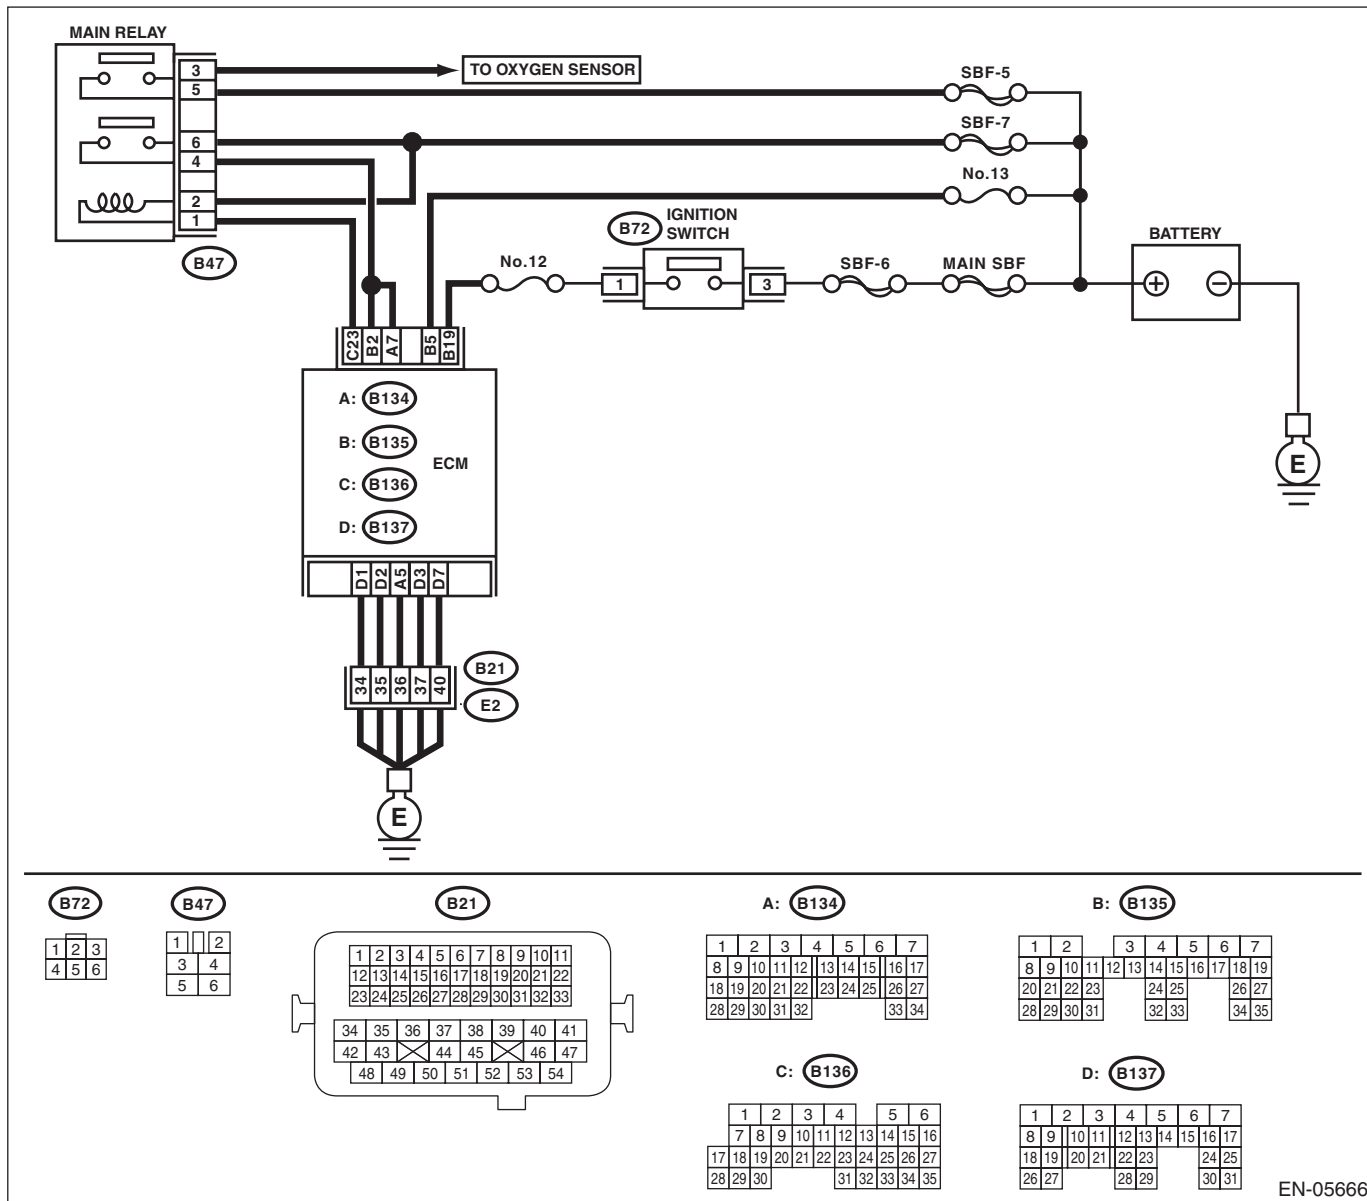 MAIN RELAY
3
TO OXYGEN SENSOR
5
SBF-5
6
SBF-7
4
No.13
2
1
B47
B72
IGNITION
SWITCH
No.12
1
3
SBF-6
MAIN SBF
BATTERY
+
−
E
C23 B2 A7 B5 B19
A: B134
B: B135
ECM
C: B136
D: B137
D1 D2 A5 D3 D7
34 35 36 37 40
B21
E2
E
B72
1 2 3
4 5 6
B47
1 2
3 4
5 6
B21
1 2 3 4 5 6 7 8 9 10 11
12 13 14 15 16 17 18 19 20 21 22
23 24 25 26 27 28 29 30 31 32 33
34 35 36 37 38 39 40 41
42 43 44 45 46 47
48 49 50 51 52 53 54
A: B134
1 2 3 4 5 6 7
8 9 10 11 12 13 14 15 16 17
18 19 20 21 22 23 24 25 26 27
28 29 30 31 32 33 34
B: B135
1 2 3 4 5 6 7
8 9 10 11 12 13 14 15 16 17 18 19
20 21 22 23 24 25 26 27
28 29 30 31 32 33 34 35
C: B136
1 2 3 4 5 6
7 8 9 10 11 12 13 14 15 16
17 18 19 20 21 22 23 24 25 26 27
28 29 30 31 32 33 34 35
D: B137
1 2 3 4 5 6 7
8 9 10 11 12 13 14 15 16 17
18 19 20 21 22 23 24 25
26 27 28 29 30 31
EN-05666